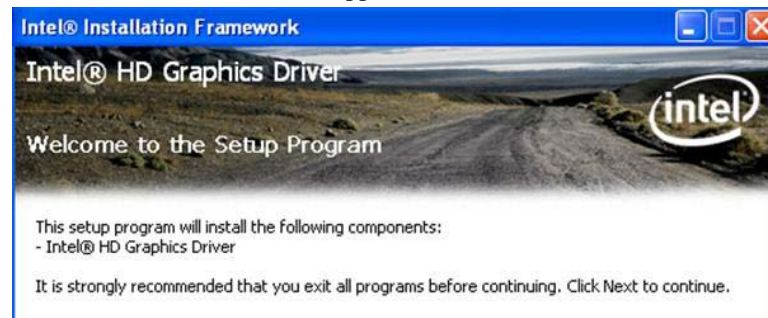 Intel® Installation Framework
Intel® HD Graphics Driver
intel
Welcome to the Setup Program
This setup program will install the following components:
- Intel® HD Graphics Driver
It is strongly recommended that you exit all programs before continuing. Click Next to continue.